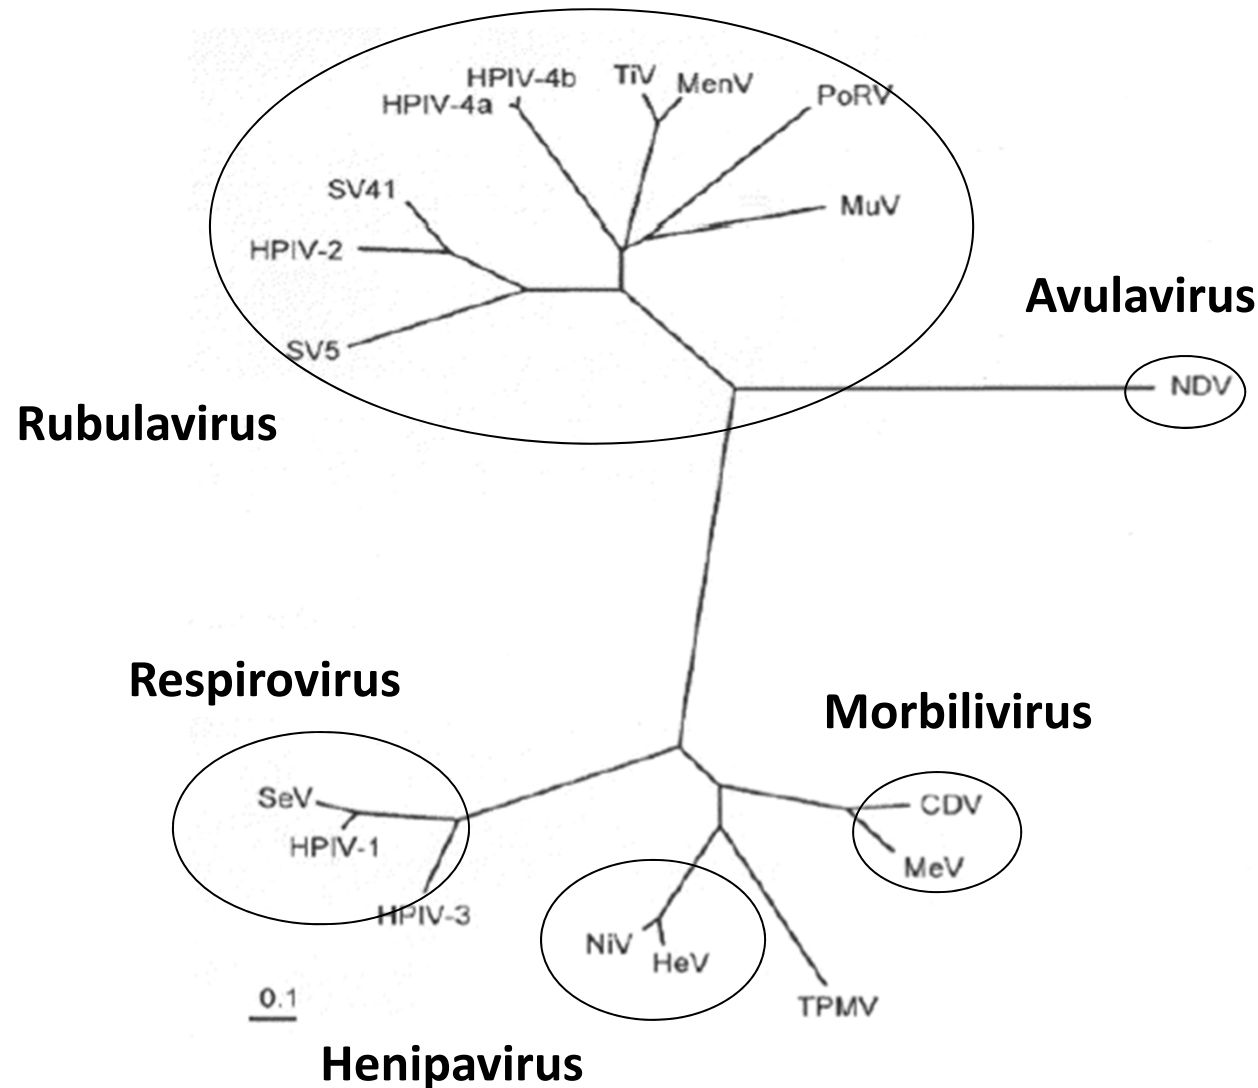 HPIV-4b
TiV
MenV
HPIV-4a
PoRV
SV41
MuV
HPIV-2
Avulavirus
SV5
NDV
Rubulavirus
Respirovirus
Morbilivirus
SeV
CDV
HPIV-1
MeV
HPIV-3
NiV
HeV
0.1
TPMV
Henipavirus